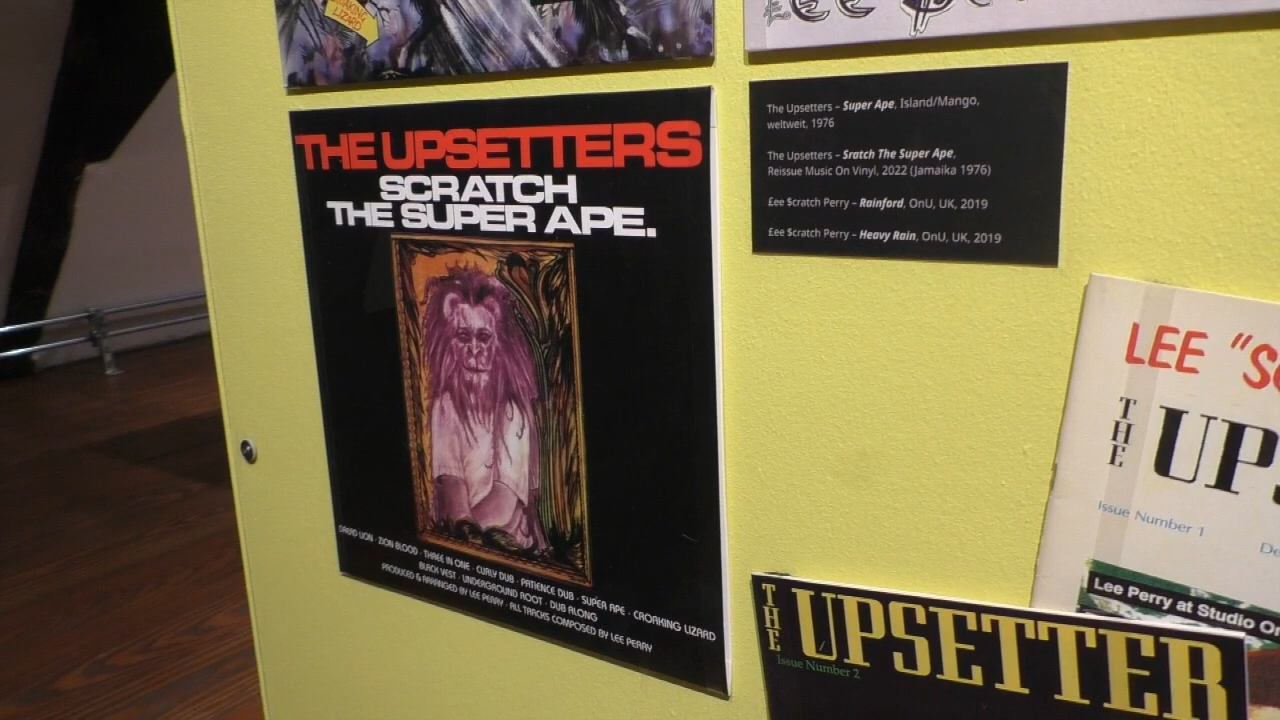 LIZARD
THE UPSETTERS
SCRATCH
THE SUPER APE.
DREAD LION · ZION BLOOD · THREE IN ONE · CURLY DUB · PATIENCE DUB · SUPER APE · CROAKING LIZARD
BLACK VEST · UNDERGROUND ROOT · DUB ALONG
PRODUCED & ARRANGED BY LEE PERRY · ALL TRACKS COMPOSED BY LEE PERRY
The Upsetters – Super Ape, Island/Mango,
weltweit, 1976
The Upsetters – Sratch The Super Ape,
Reissue Music On Vinyl, 2022 (Jamaika 1976)
£ee $cratch Perry – Rainford, OnU, UK, 2019
£ee $cratch Perry – Heavy Rain, OnU, UK, 2019
LEE "S
THE UP
Issue Number 1
Lee Perry at Studio
THE UPSETTER
Issue Number 2